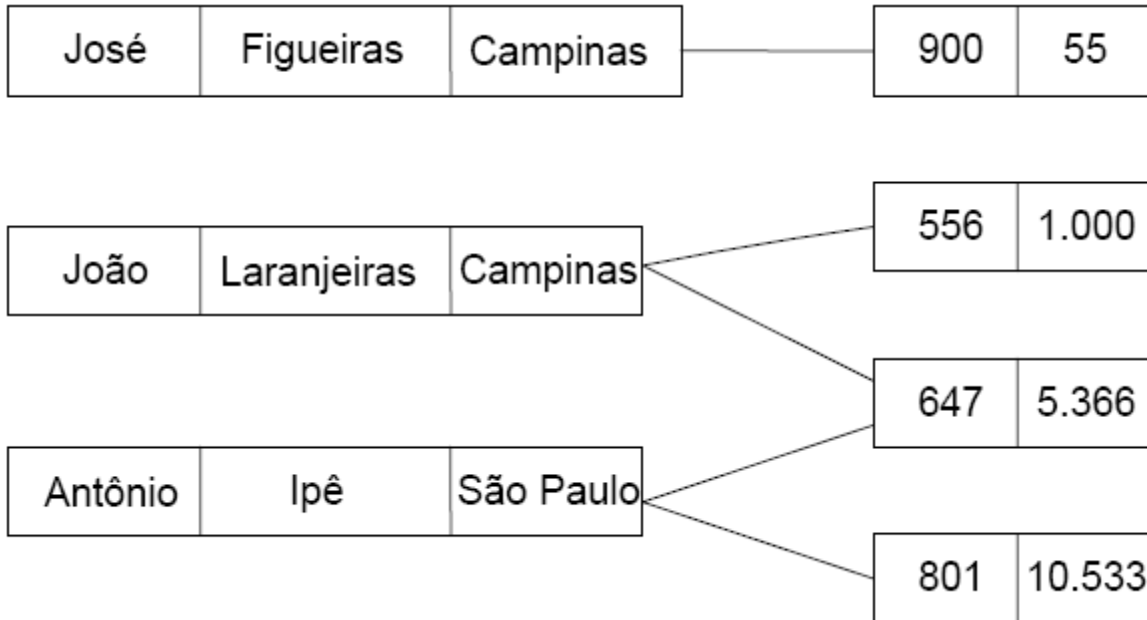 José Figueiras Campinas 900 55
556 1.000
João Laranjeiras Campinas
647 5.366
Antônio Ipê São Paulo
801 10.533